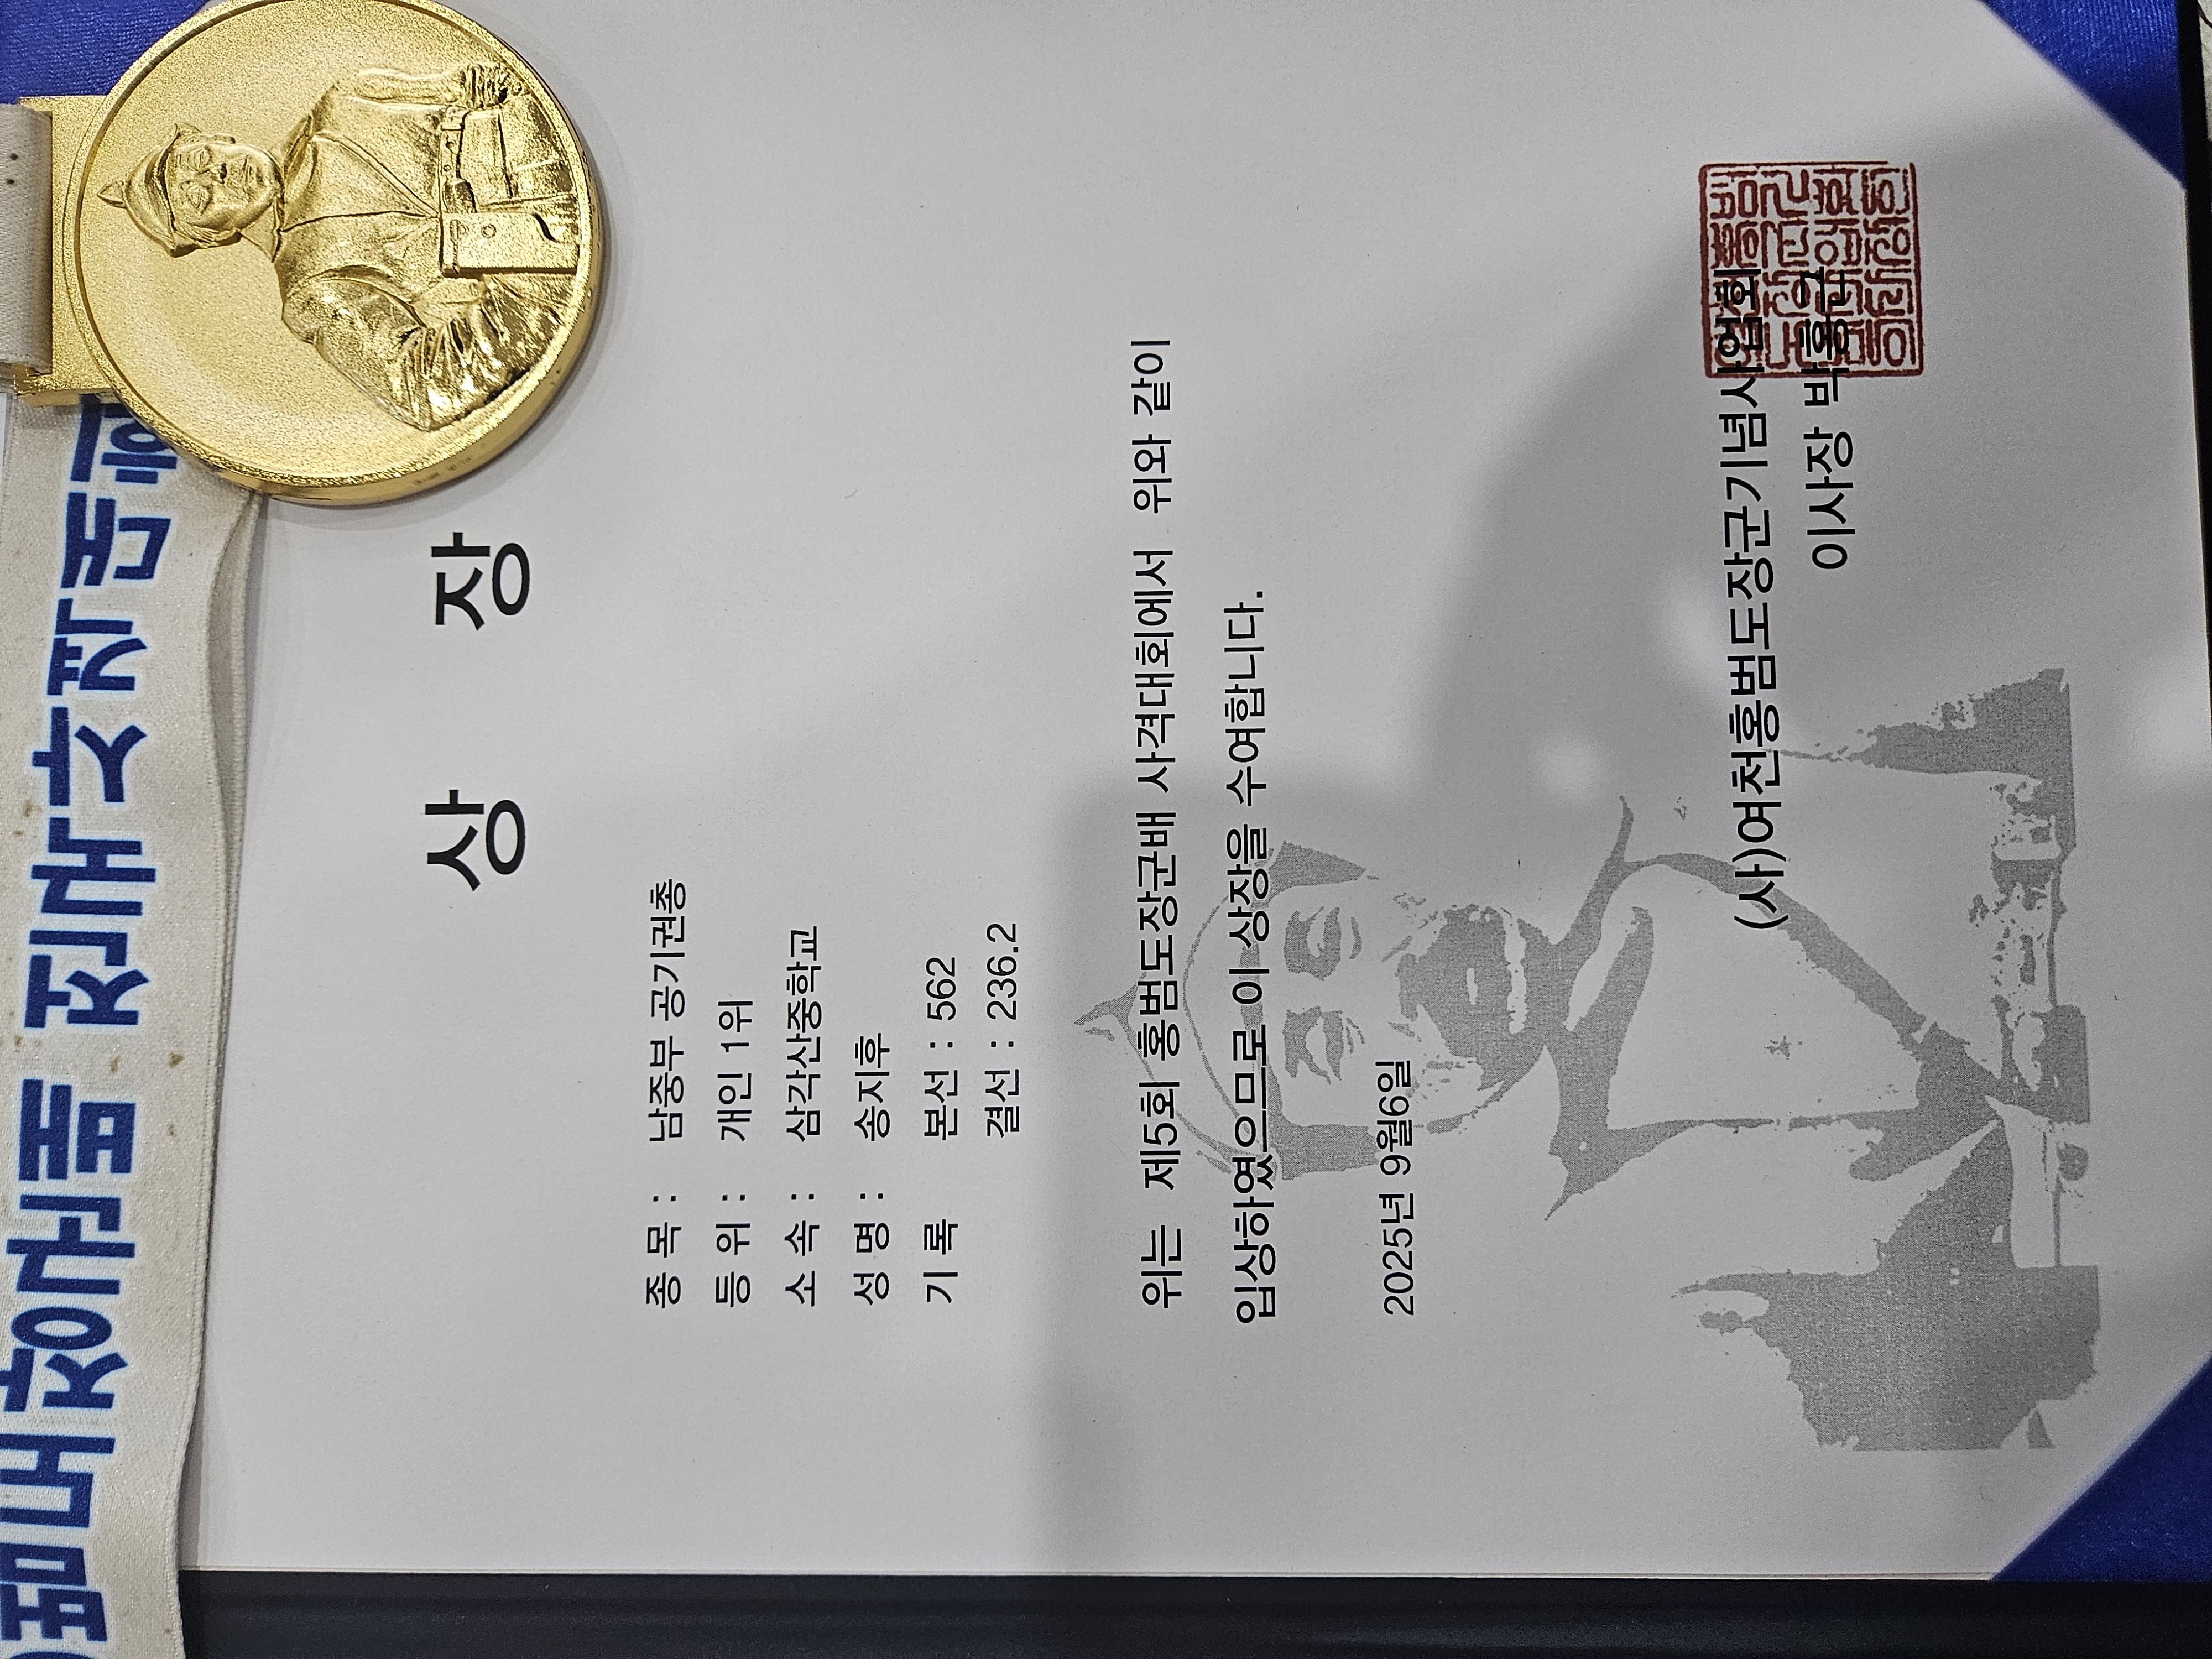 상 장
종 목 : 남중부 공기권총
등 위 : 개인 1위
소 속 : 삼각산중학교
성 명 : 송지후
기 록 본선 : 562
결선 : 236.2
위는 제5회 홍범도장군배 사격대회에서 위와 같이
입상하였으므로 이 상장을 수여합니다.
2025년 9월6일
(사)여천홍범도장군기념사업회
이사장 박홍근